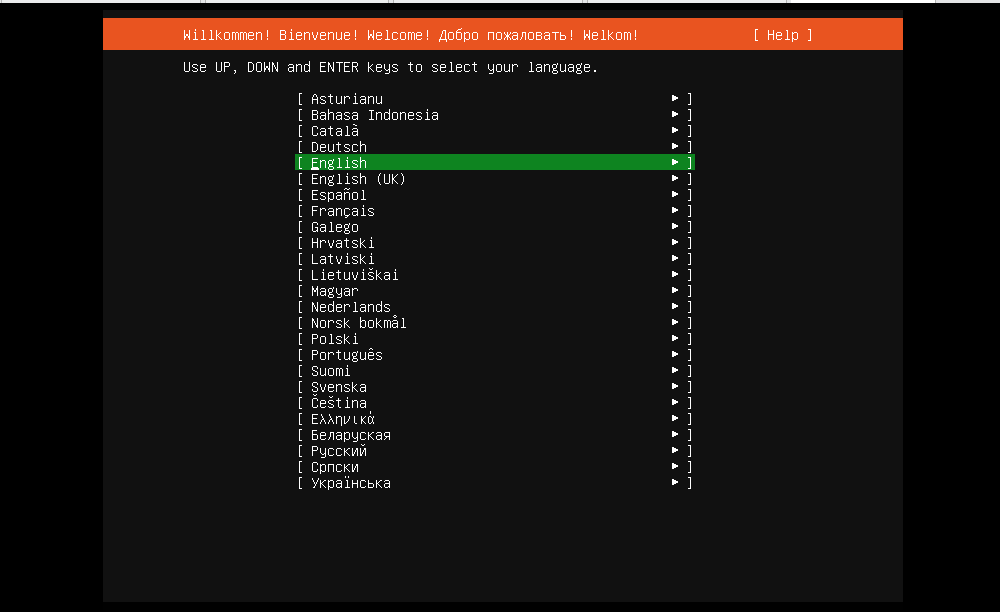 Willkommen! Bienvenue! Welcome! Добро пожаловать! Welkom! [ Help ]
Use UP, DOWN and ENTER keys to select your language.
[ Asturianu ► ]
[ Bahasa Indonesia ► ]
[ Català ► ]
[ Deutsch ► ]
[ English ► ]
[ English (UK) ► ]
[ Español ► ]
[ Français ► ]
[ Galego ► ]
[ Hrvatski ► ]
[ Latviski ► ]
[ Lietuviškai ► ]
[ Magyar ► ]
[ Nederlands ► ]
[ Norsk bokmål ► ]
[ Polski ► ]
[ Português ► ]
[ Suomi ► ]
[ Svenska ► ]
[ Čeština ► ]
[ Ελληνικά ► ]
[ Беларуская ► ]
[ Русский ► ]
[ Српски ► ]
[ Українська ► ]